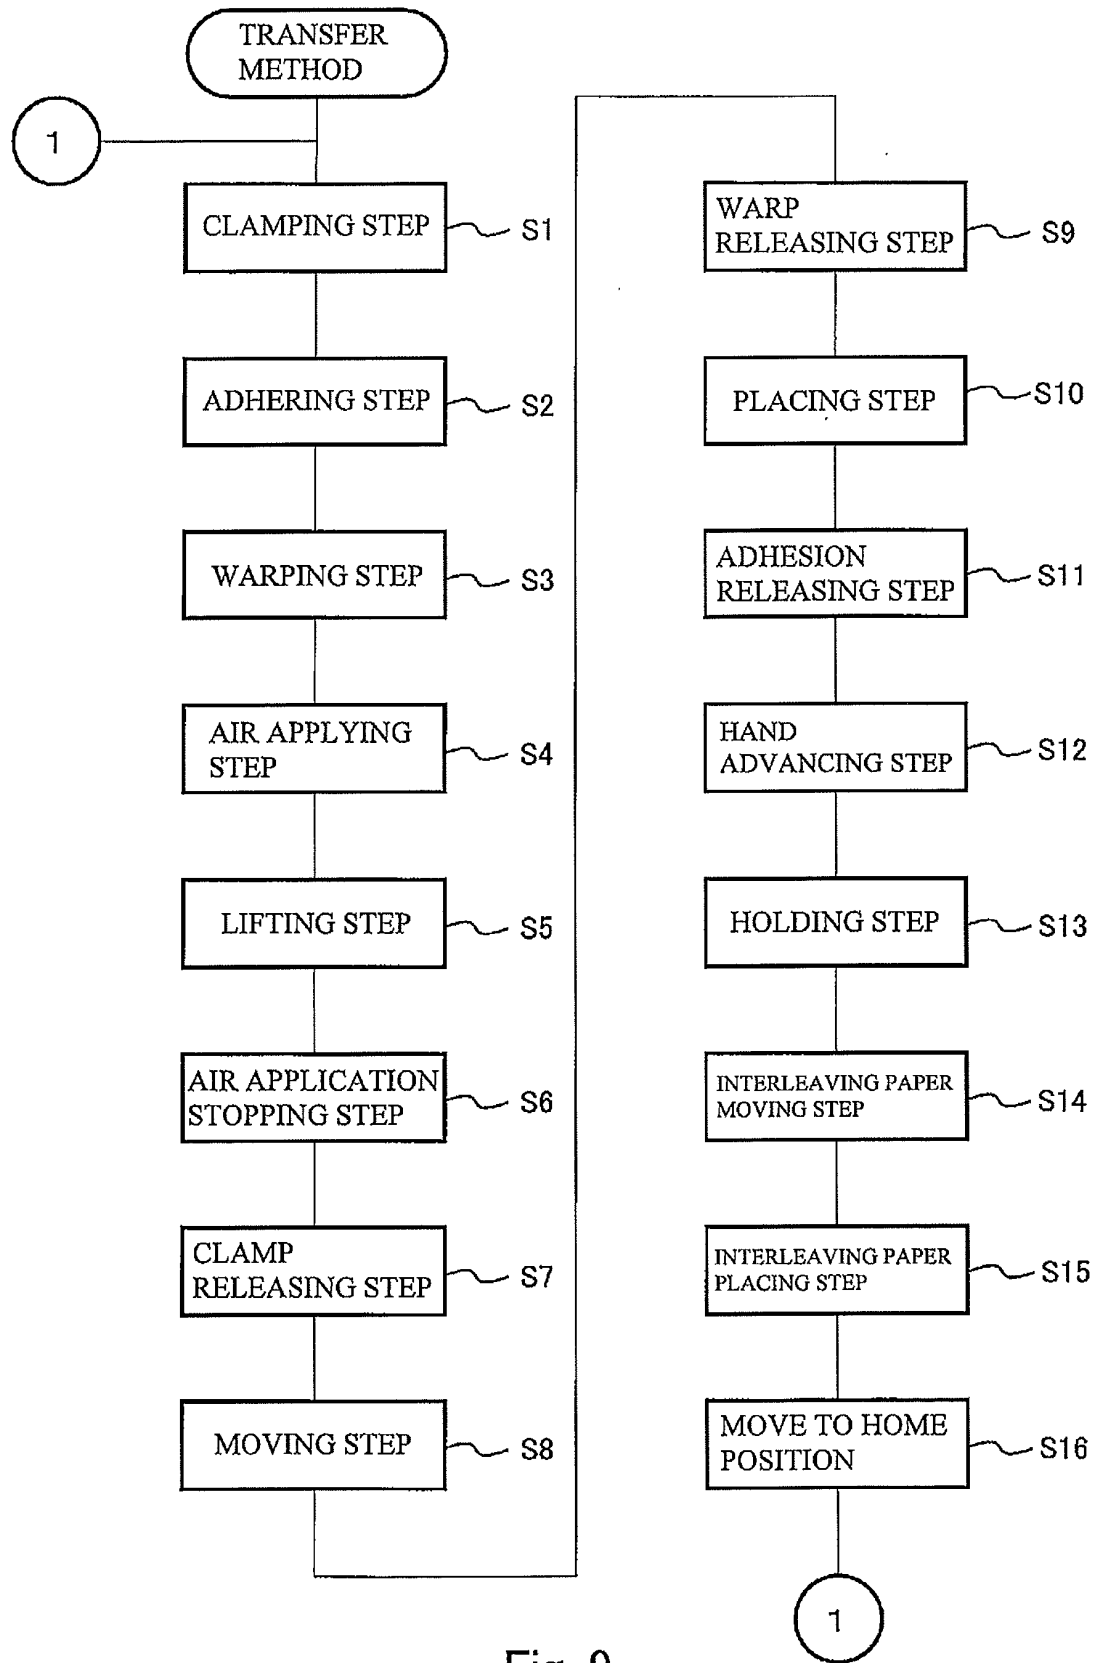 TRANSFER
METHOD
1
CLAMPING STEP
S1
ADHERING STEP
S2
WARPING STEP
S3
AIR APPLYING
STEP
S4
LIFTING STEP
S5
AIR APPLICATION
STOPPING STEP
S6
CLAMP
RELEASING STEP
S7
MOVING STEP
S8
WARP
RELEASING STEP
S9
PLACING STEP
S10
ADHESION
RELEASING STEP
S11
HAND
ADVANCING STEP
S12
HOLDING STEP
S13
INTERLEAVING PAPER
MOVING STEP
S14
INTERLEAVING PAPER
PLACING STEP
S15
MOVE TO HOME
POSITION
S16
1